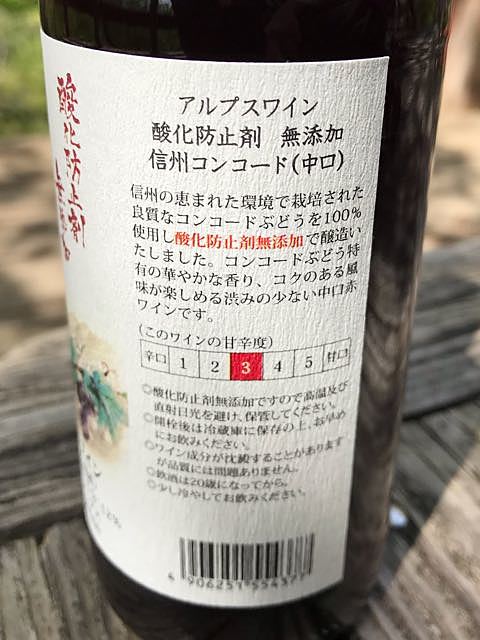 酸化防止剤
アルプスワイン
酸化防止剤 無添加
信州コンコード(中口)
信州の恵まれた環境で栽培された
良質なコンコードぶどうを100%
使用し酸化防止剤無添加で醸造い
たしました。コンコードぶどう特
有の華やかな香り、コクのある風
味が楽しめる渋みの少ない中口赤
ワインです。
(このワインの甘辛度)
辛口 1 2 3 4 5 甘口
◎酸化防止剤無添加ですので高温及び
直射日光を避け、保管してください。
◎開栓後は冷蔵庫に保存の上、お早め
にお飲みください。
◎ワイン成分が沈澱することがあります
が品質には問題ありません。
◎飲酒は20歳になってから。
◎少し冷やしてお飲みください。